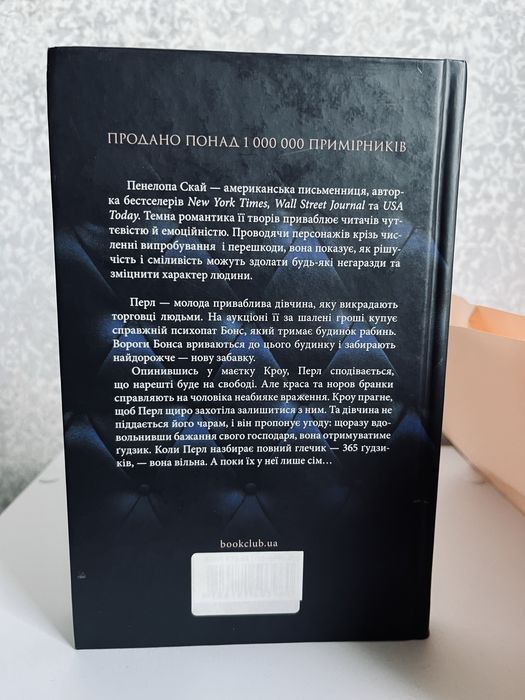 ПРОДАНО ПОНАД 1 000 000 ПРИМІРНИКІВ
Пенелопа Скай — американська письменниця, автор-
ка бестселерів New York Times, Wall Street Journal та USA
Today. Темна романтика її творів приваблює читачів чут-
тєвістю й емоційністю. Проводячи персонажів крізь чис-
ленні випробування і перешкоди, вона показує, як рішу-
чість і сміливість можуть здолати будь-які негаразди та
зміцнити характер людини.
Перл — молода приваблива дівчина, яку викрадають
торговці людьми. На аукціоні її за шалені гроші купує
справжній психопат Бонс, який тримає будинок рабинь.
Вороги Бонса вриваються до цього будинку і забирають
найдорожче — нову забавку.
Опинившись у маєтку Кроу, Перл сподівається,
що нарешті буде на свободі. Але краса та норов бранки
справляють на чоловіка неабияке враження. Кроу прагне,
щоб Перл щиро захотіла залишитися з ним. Та дівчина не
піддається його чарам, і він пропонує угоду: щоразу вдо-
вольнивши бажання свого господаря, вона отримуватиме
ґудзик. Коли Перл назбирає повний глечик — 365 ґудзи-
ків, — вона вільна. А поки їх у неї лише сім...
bookclub.ua